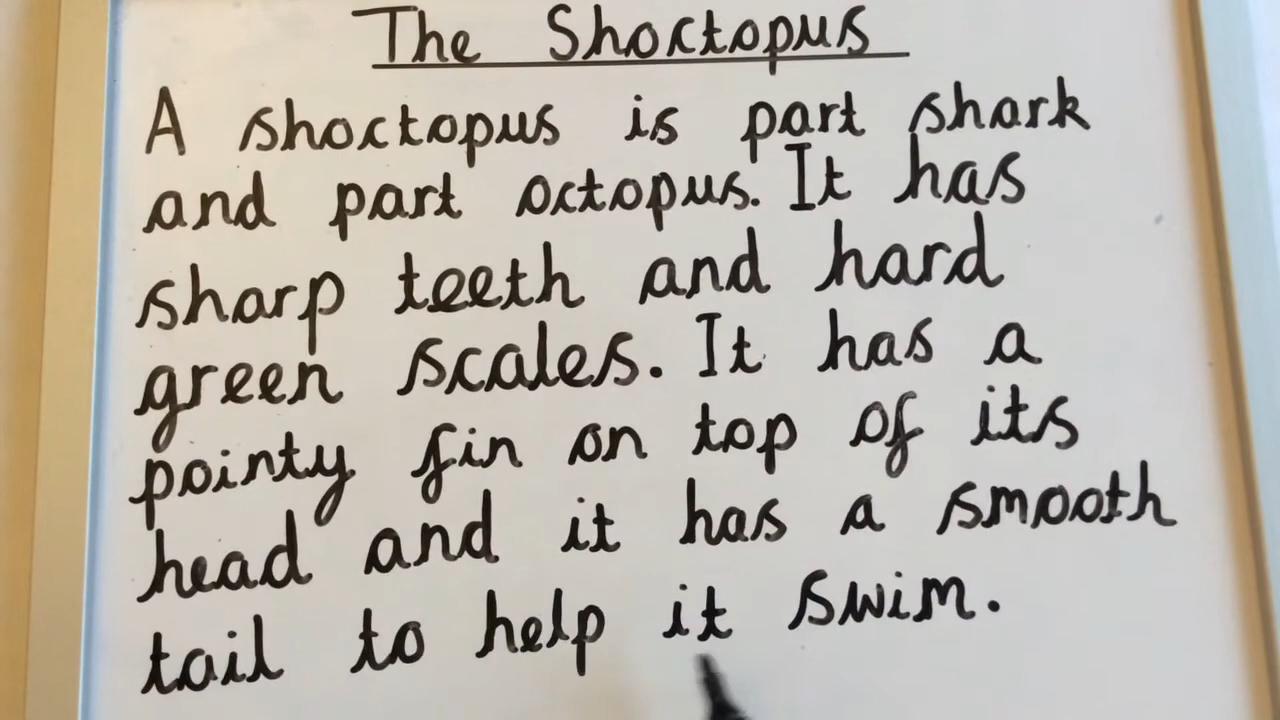 The Shoctopus
A shoctopus is part shark
and part octopus. It has
sharp teeth and hard
green scales. It has a
pointy fin on top of its
head and it has a smooth
tail to help it swim.